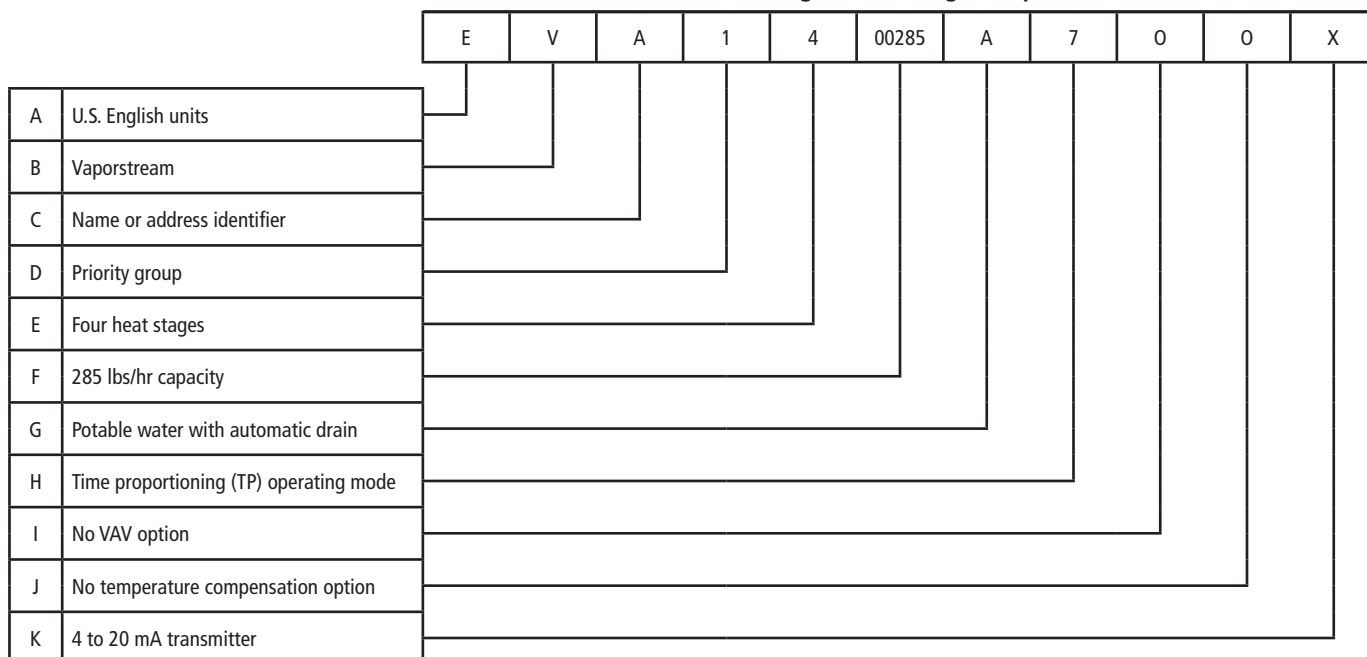 E V A 1 4 00285 A 7 O O X
A U.S. English units
B Vaporstream
C Name or address identifier
D Priority group
E Four heat stages
F 285 lbs/hr capacity
G Potable water with automatic drain
H Time proportioning (TP) operating mode
I No VAV option
J No temperature compensation option
K 4 to 20 mA transmitter